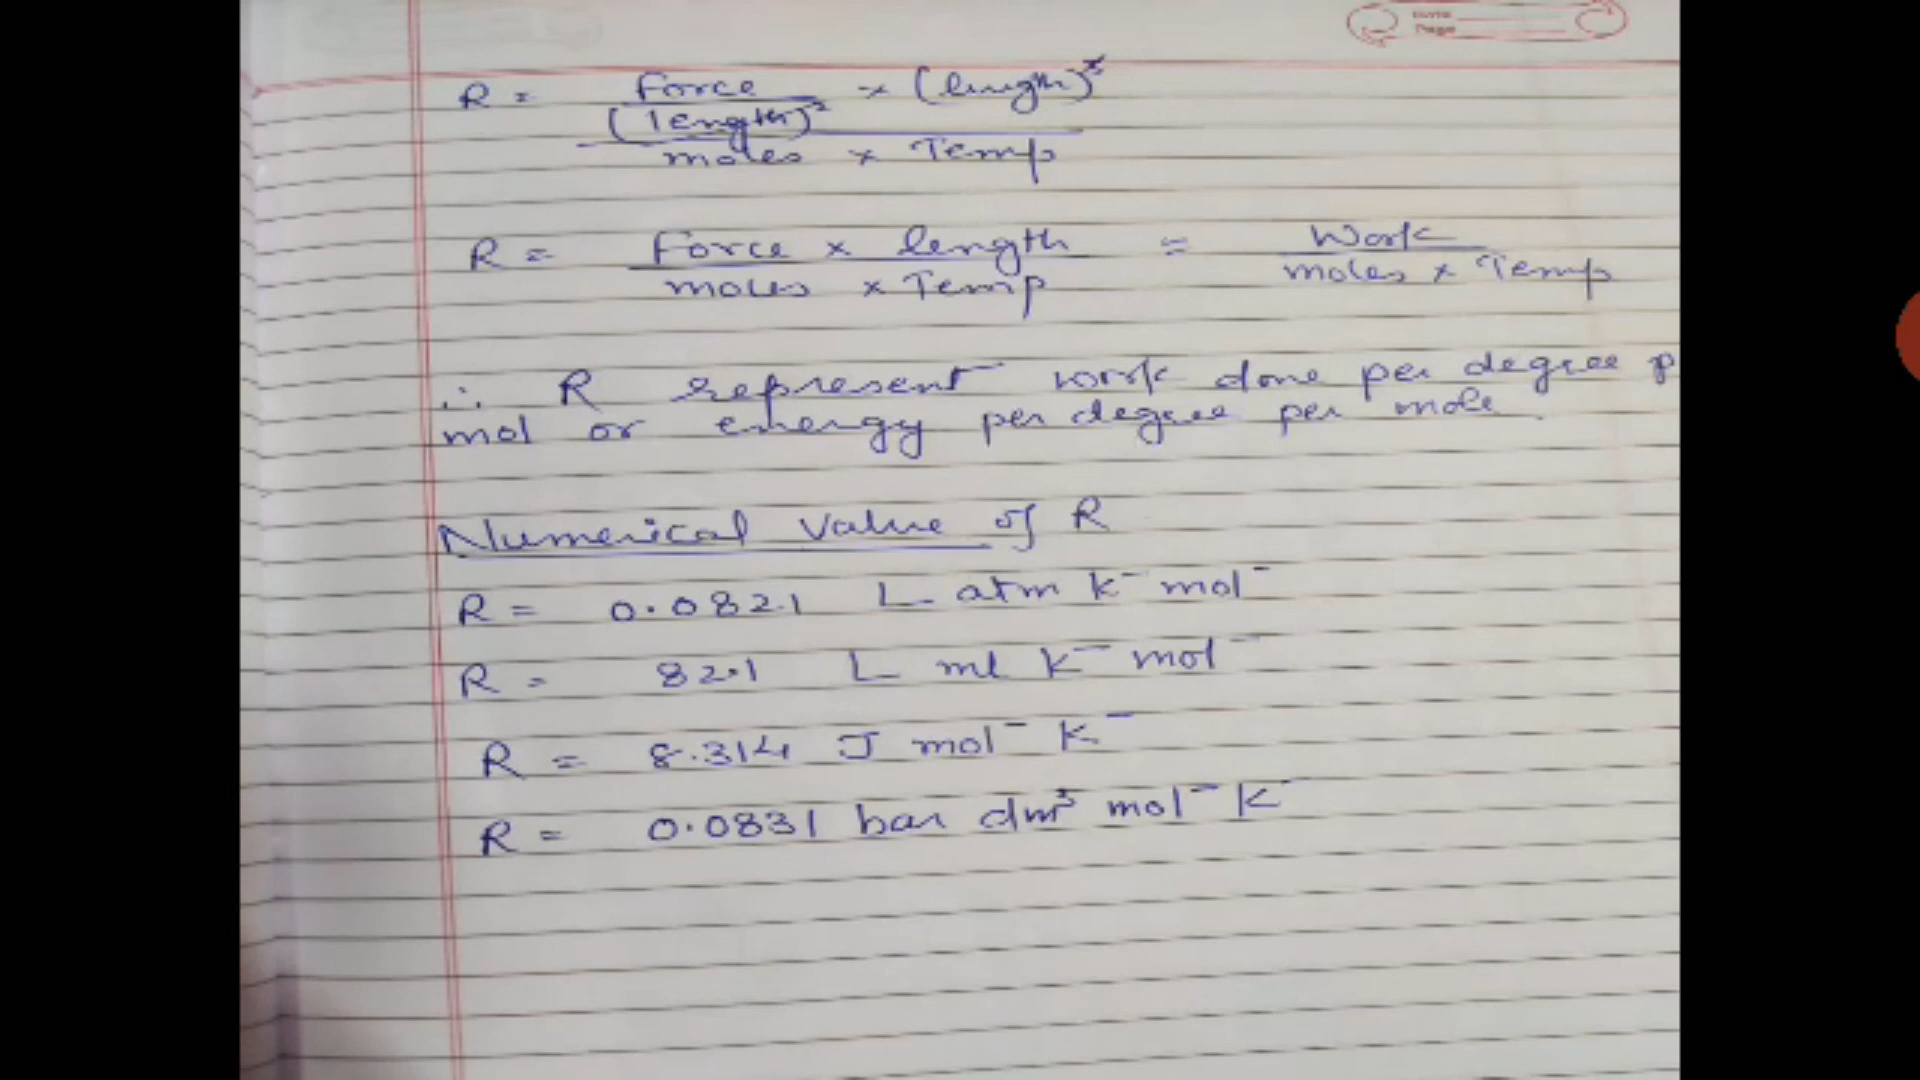 R = Force × (length)³
(length)²
moles × Temp
R = Force × length = Work
moles × Temp moles × Temp
∴ R represent work done per degree p
mol or energy per degree per mole.
Numerical Value of R
R = 0.0821 L atm K⁻ mol⁻
R = 82.1 L ml K⁻ mol⁻
R = 8.314 J mol⁻ K⁻
R = 0.0831 bar dm³ mol⁻ K⁻